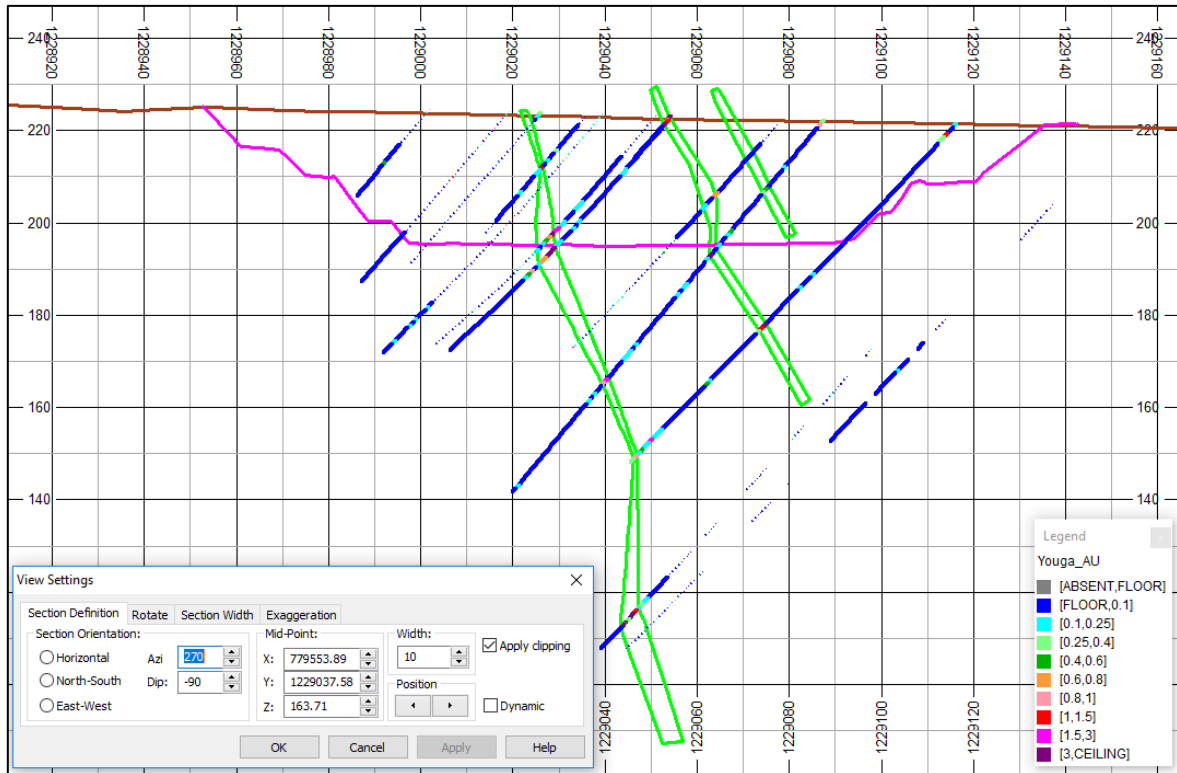 240 1228920 1228940 1228960 1228980 1229000 1229020 1229040 1229060 1229080 1229100 1229120 1229140 1229160 240
220 220
200 200
180 180
160 160
140 140
Legend
Youga_AU
[ABSENT,FLOOR]
[FLOOR,0.1]
[0.1,0.25]
[0.25,0.4]
[0.4,0.6]
[0.6,0.8]
[0.8,1]
[1,1.5]
[1.5,3]
[3,CEILING]
View Settings
Section Definition Rotate Section Width Exaggeration
Section Orientation: Mid-Point: Width:
Horizontal Azi 270 X: 779553.89 10 Apply clipping
North-South Dip: -90 Y: 1229037.58 Position
East-West Z: 163.71 Dynamic
OK Cancel Apply Help
1229040 1229060 1229080 1229100 1229120